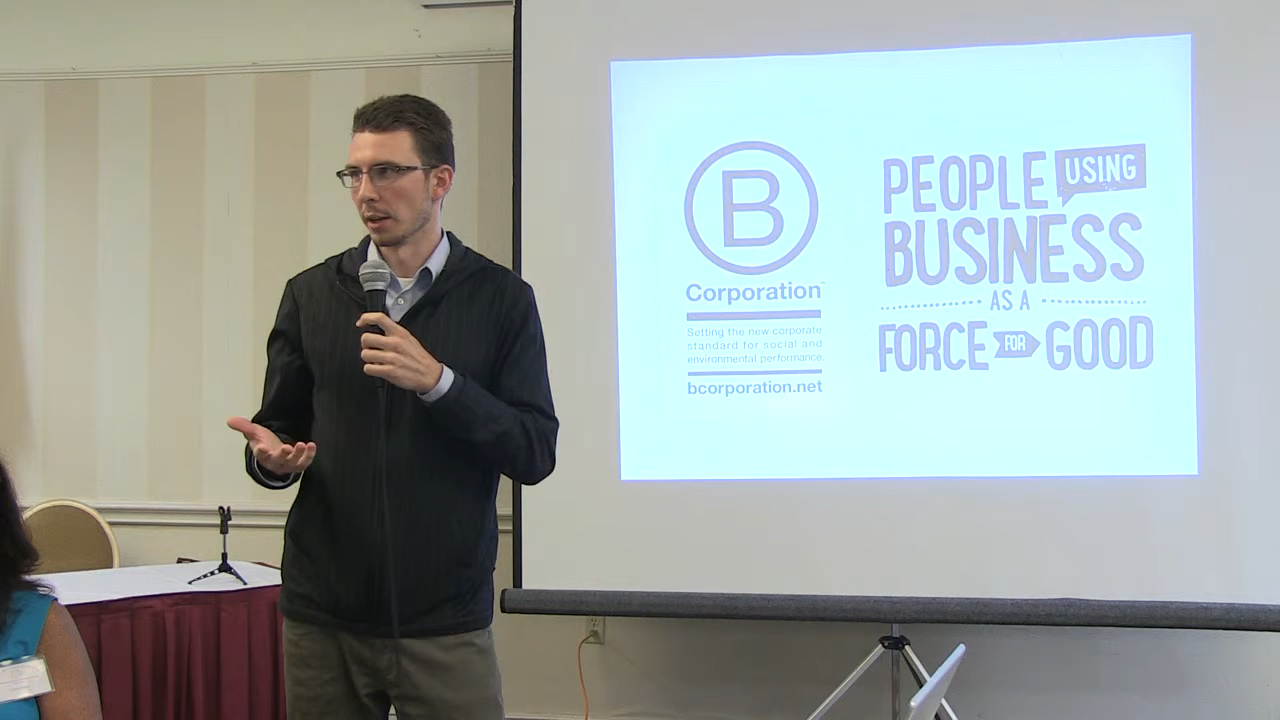 B
Corporation™
Setting the new corporate
standard for social and
environmental performance.
bcorporation.net
PEOPLE USING
BUSINESS
AS A
FORCE FOR GOOD